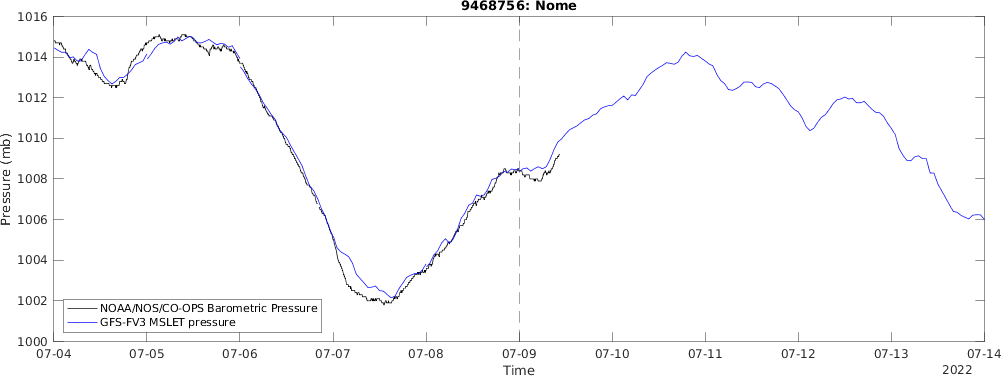 9468756: Nome
Pressure (mb)
1016
1014
1012
1010
1008
1006
1004
1002
1000
NOAA/NOS/CO-OPS Barometric Pressure
GFS-FV3 MSLET pressure
07-04 07-05 07-06 07-07 07-08 07-09 07-10 07-11 07-12 07-13 07-14
Time
2022